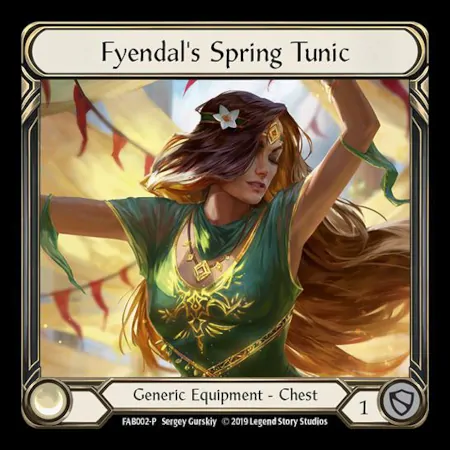 Fyendal's Spring Tunic
Generic Equipment - Chest
1
FAB002-P Sergey Gurskiy © 2019 Legend Story Studios